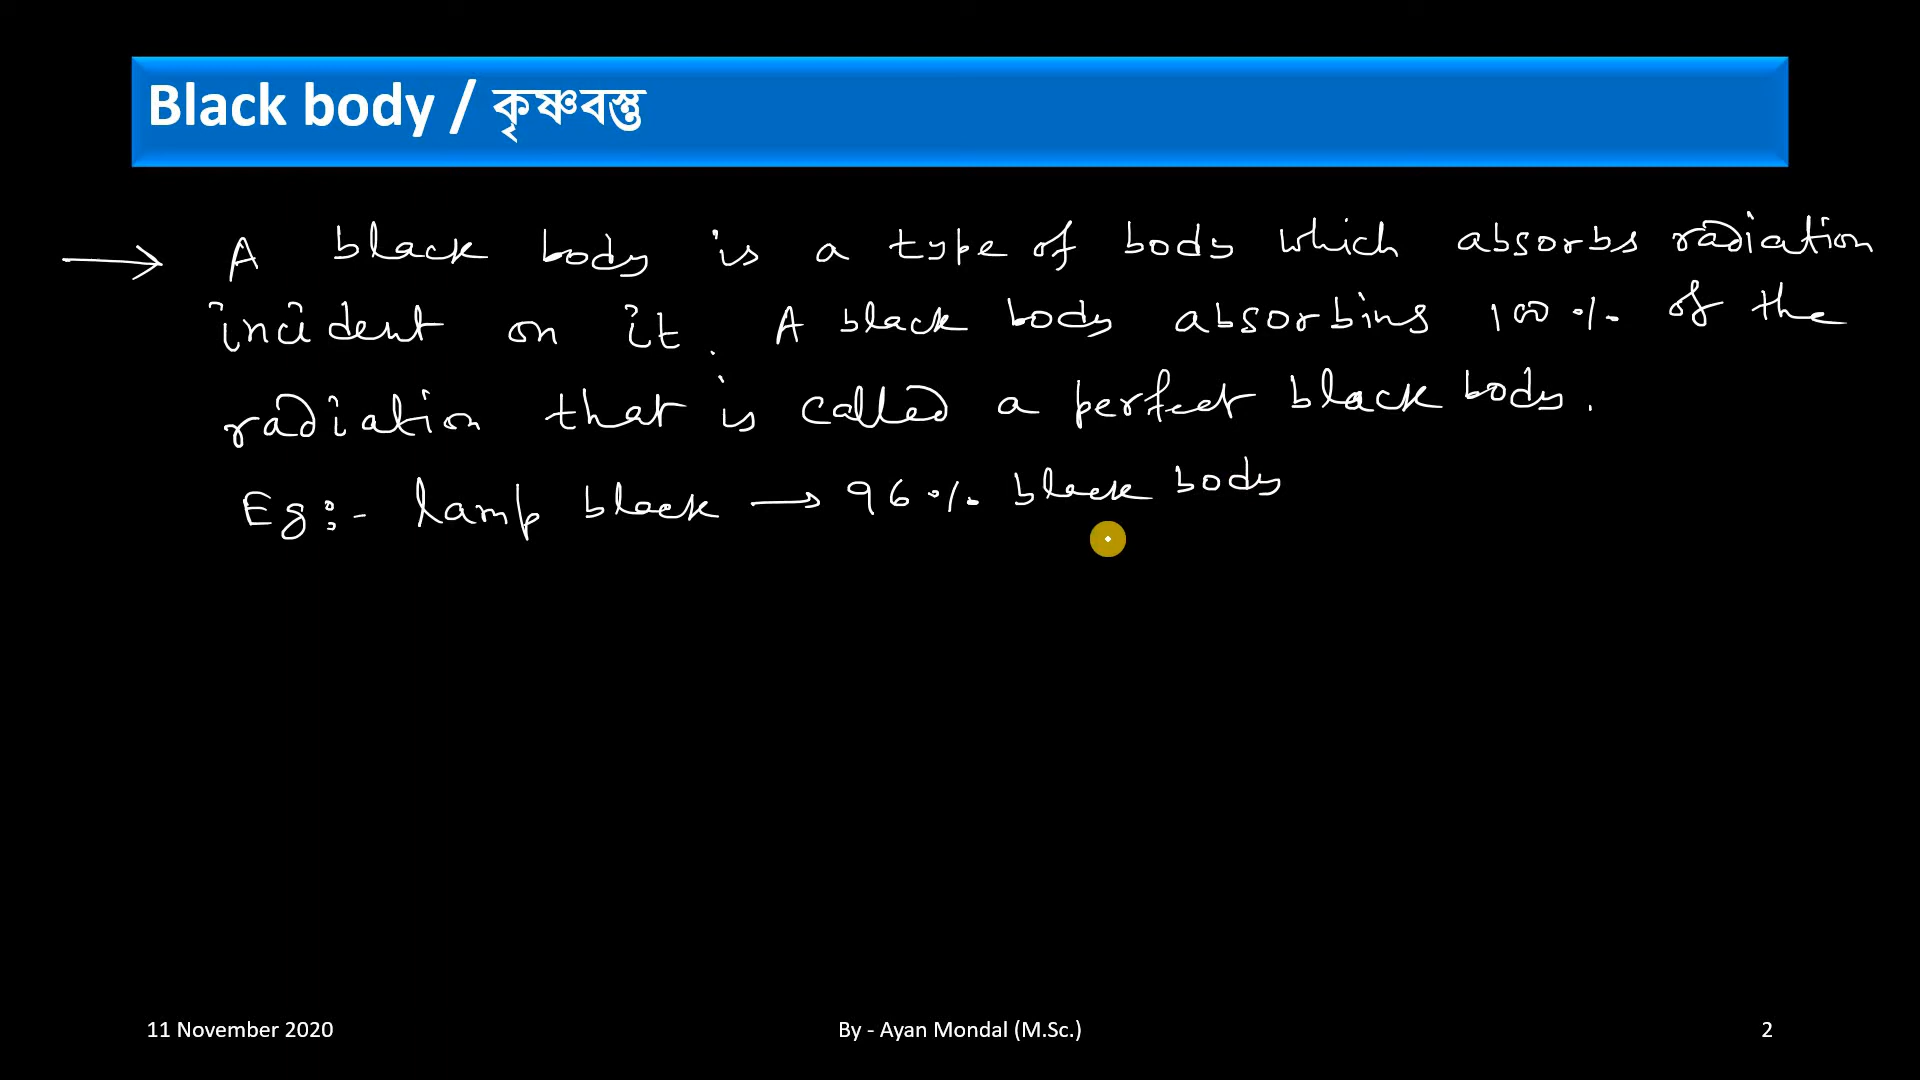 Black body / কৃষ্ণবস্তু
→ A black body is a type of body which absorbs radiation
incident on it. A black body absorbing 100% of the
radiation that is called a perfect black body.
Eg:- lamp black → 96% black body
11 November 2020
By - Ayan Mondal (M.Sc.)
2